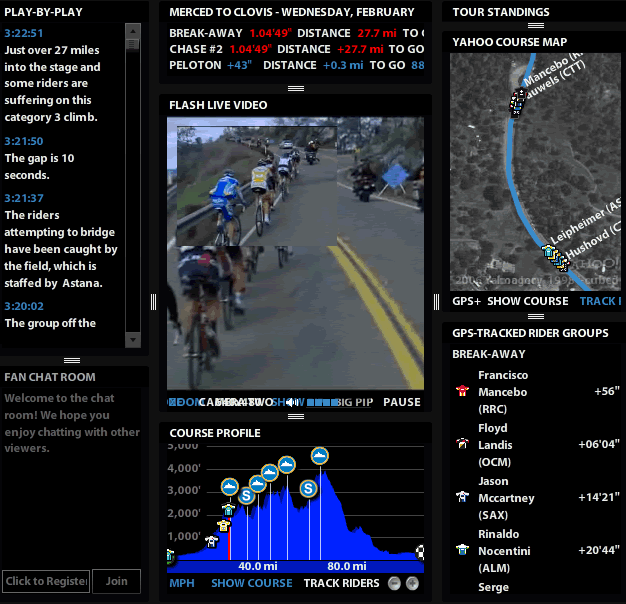 PLAY-BY-PLAY
3:22:51
Just over 27 miles
into the stage and
some riders are
suffering on this
category 3 climb.
3:21:50
The gap is 10
seconds.
3:21:37
The riders
attempting to bridge
have been caught by
the field, which is
staffed by Astana.
3:20:02
The group off the
FAN CHAT ROOM
Welcome to the chat
room! We hope you
enjoy chatting with other
viewers.
Click to Register
Join
MERCED TO CLOVIS - WEDNESDAY, FEBRUARY
BREAK-AWAY 1.04'49" DISTANCE 27.7 mi TO G
CHASE #2 1.04'49" DISTANCE +27.7 mi TO GO
PELOTON +43" DISTANCE +0.3 mi TO GO 88
FLASH LIVE VIDEO
ZOOM SHOW BIG PIP PAUSE
COURSE PROFILE
5,000'
4,000'
3,000'
2,000'
1,000'
S
S
40.0 mi 80.0 mi
MPH SHOW COURSE TRACK RIDERS
TOUR STANDINGS
YAHOO COURSE MAP
Mancebo (R
auwels (CTT)
Leipheimer (AS
Hushovd (C
GPS+ SHOW COURSE TRACK I
GPS-TRACKED RIDER GROUPS
BREAK-AWAY
Francisco
Mancebo +56"
(RRC)
Floyd
Landis +06'04"
(OCM)
Jason
Mccartney +14'21"
(SAX)
Rinaldo
Nocentini +20'44"
(ALM)
Serge